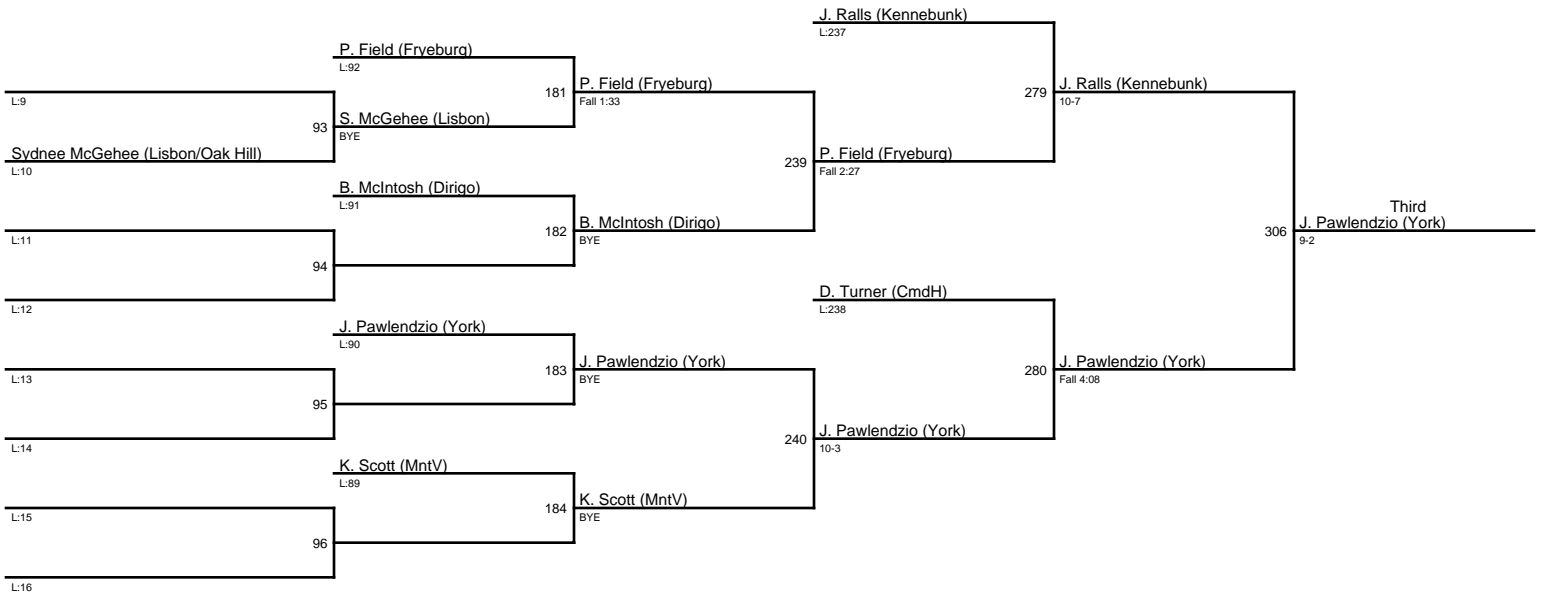 J. Ralls (Kennebunk)
L:237
P. Field (Fryeburg)
L:92
181
P. Field (Fryeburg)
Fall 1:33
279
J. Ralls (Kennebunk)
10-7
L:9
93
S. McGehee (Lisbon)
BYE
Sydnee McGehee (Lisbon/Oak Hill)
L:10
239
P. Field (Fryeburg)
Fall 2:27
B. McIntosh (Dirigo)
L:91
L:11
182
B. McIntosh (Dirigo)
BYE
Third
306
J. Pawlendzio (York)
9-2
94
L:12
D. Turner (CmdH)
L:238
J. Pawlendzio (York)
L:90
L:13
183
J. Pawlendzio (York)
BYE
280
J. Pawlendzio (York)
Fall 4:08
95
L:14
240
J. Pawlendzio (York)
10-3
K. Scott (MntV)
L:89
L:15
184
K. Scott (MntV)
BYE
96
L:16